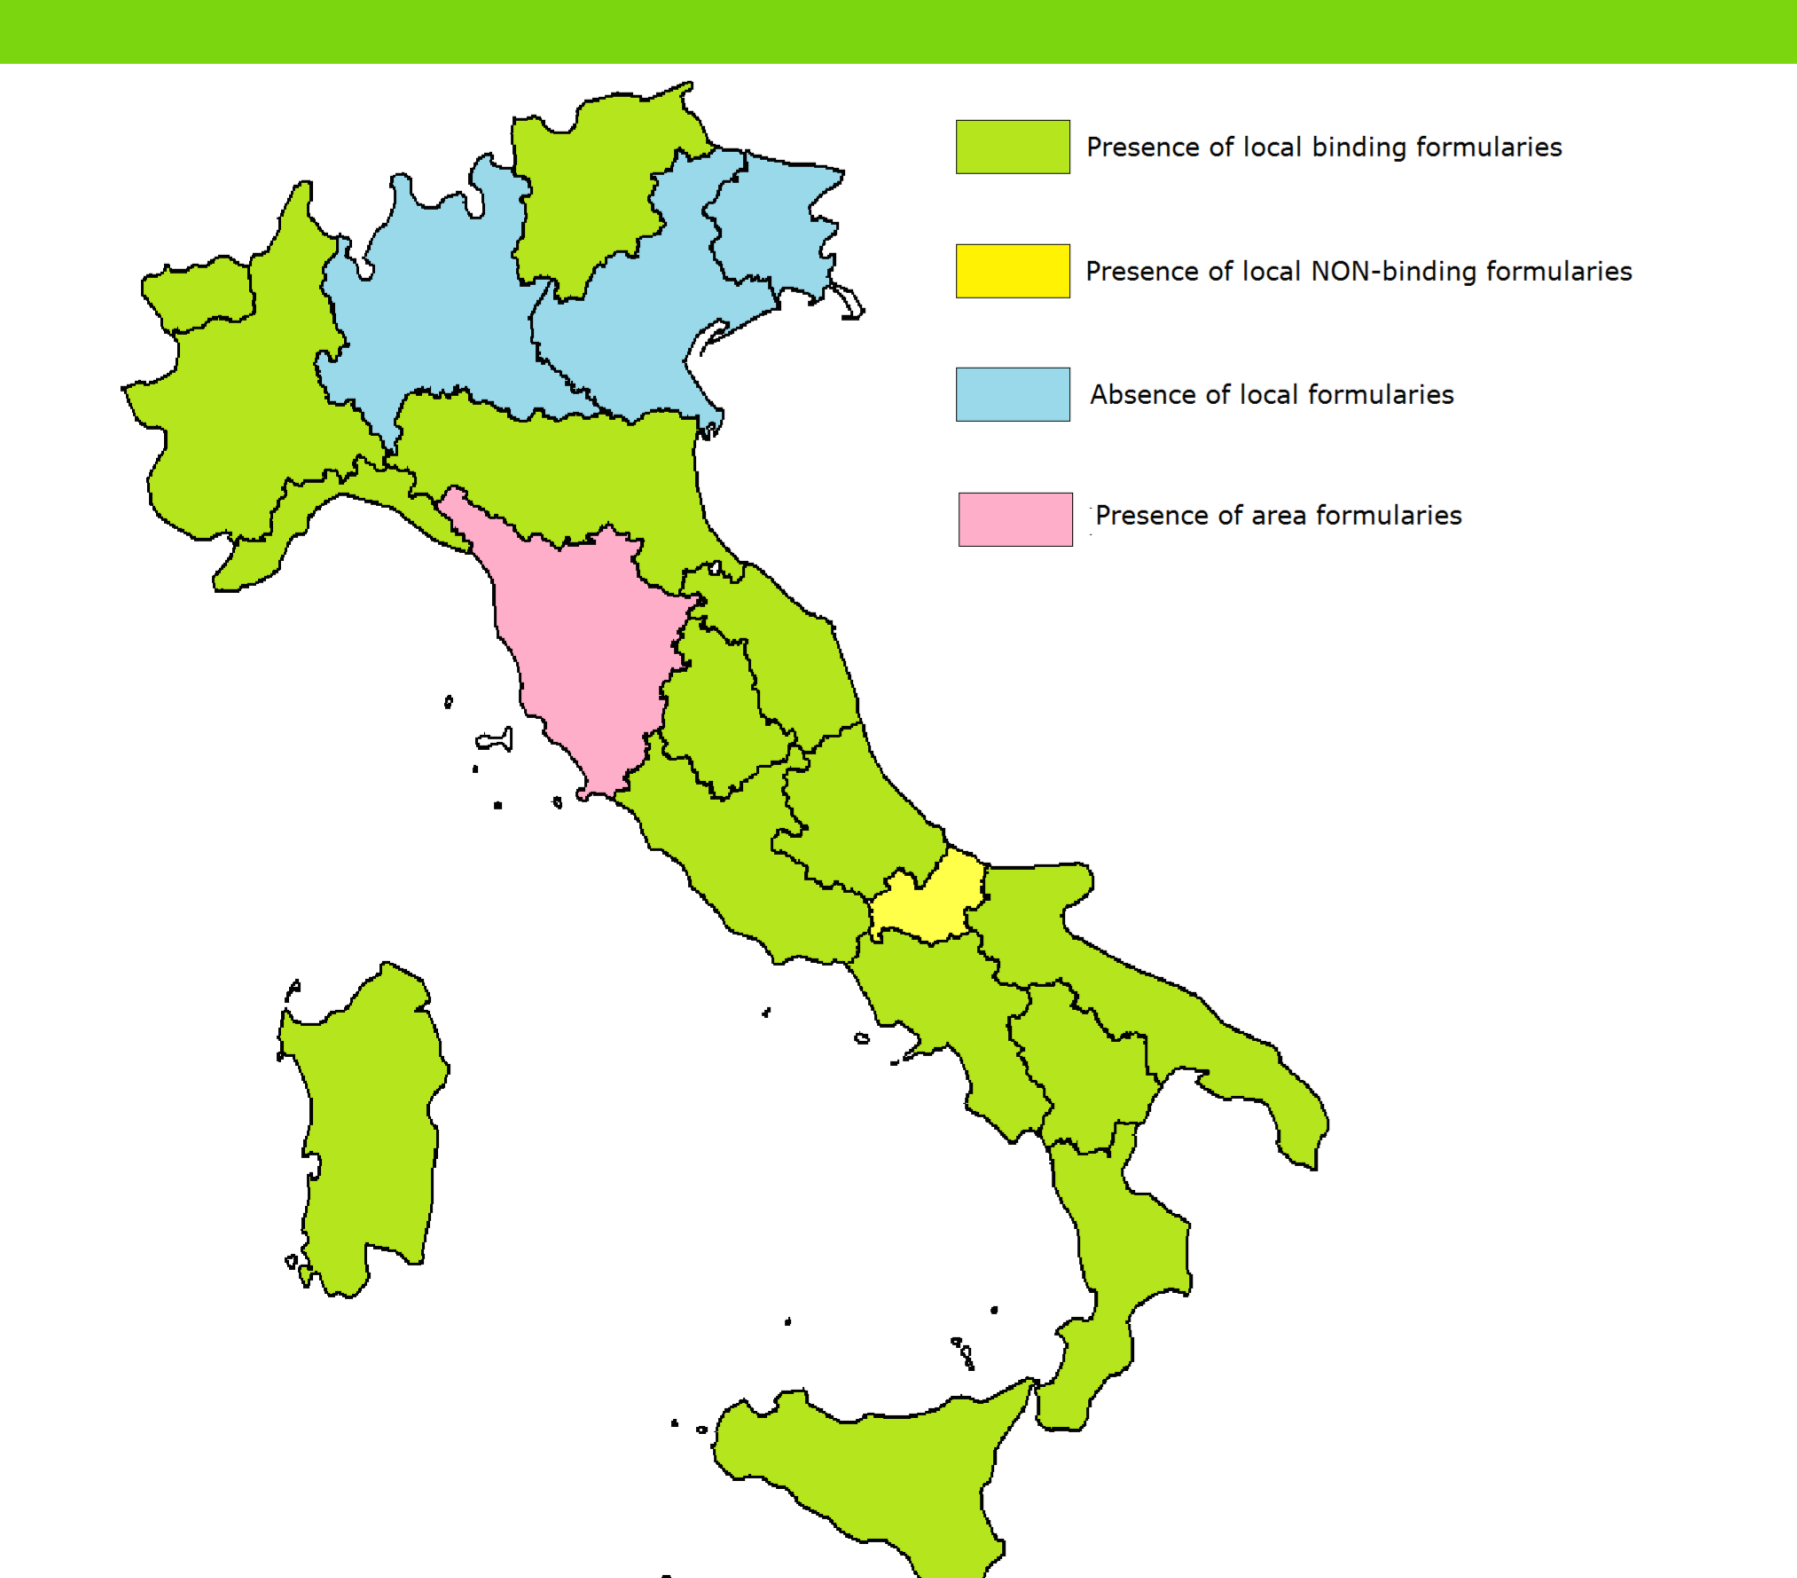 Presence of local binding formularies
Presence of local NON-binding formularies
Absence of local formularies
Presence of area formularies